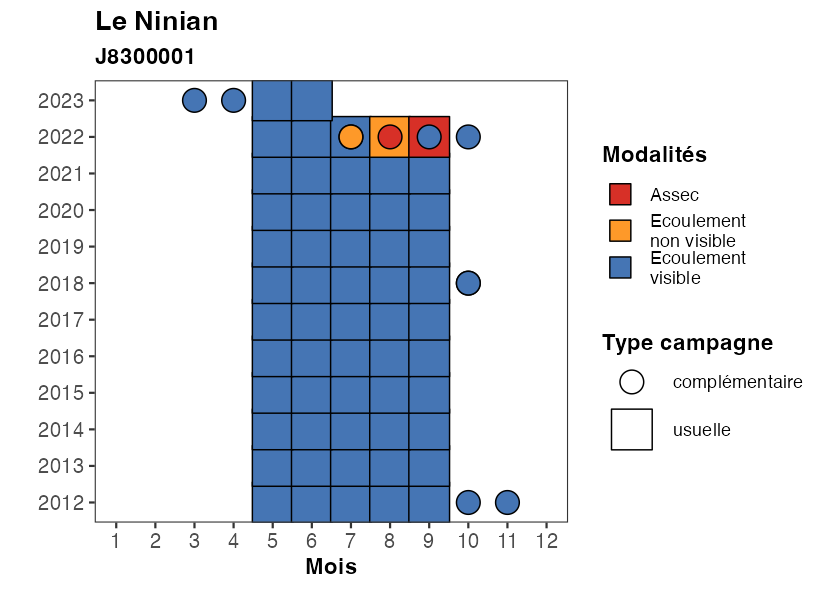 Le Ninian
J8300001
2023
2022
2021
2020
2019
2018
2017
2016
2015
2014
2013
2012
1 2 3 4 5 6 7 8 9 10 11 12
Mois
Modalités
Assec
Ecoulement
non visible
Ecoulement
visible
Type campagne
complémentaire
usuelle